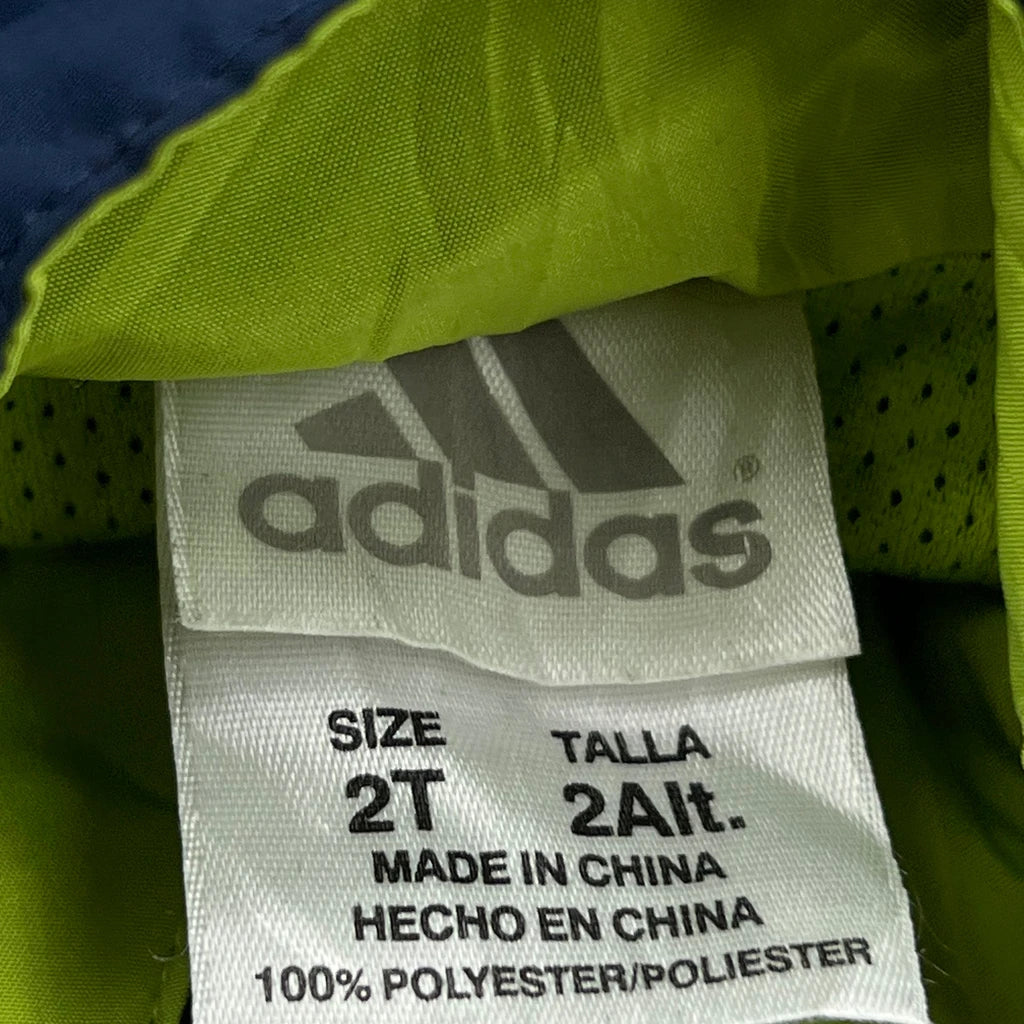 adidas®
SIZE TALLA
2T 2Alt.
MADE IN CHINA
HECHO EN CHINA
100% POLYESTER/POLIESTER